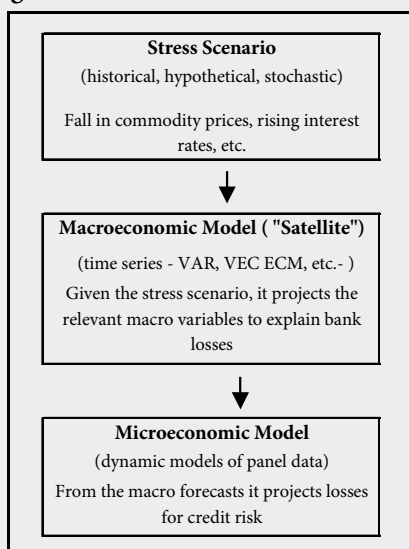 Stress Scenario
(historical, hypothetical, stochastic)
Fall in commodity prices, rising interest
rates, etc.
Macroeconomic Model ( "Satellite")
(time series - VAR, VEC ECM, etc.- )
Given the stress scenario, it projects the
relevant macro variables to explain bank
losses
Microeconomic Model
(dynamic models of panel data)
From the macro forecasts it projects losses
for credit risk